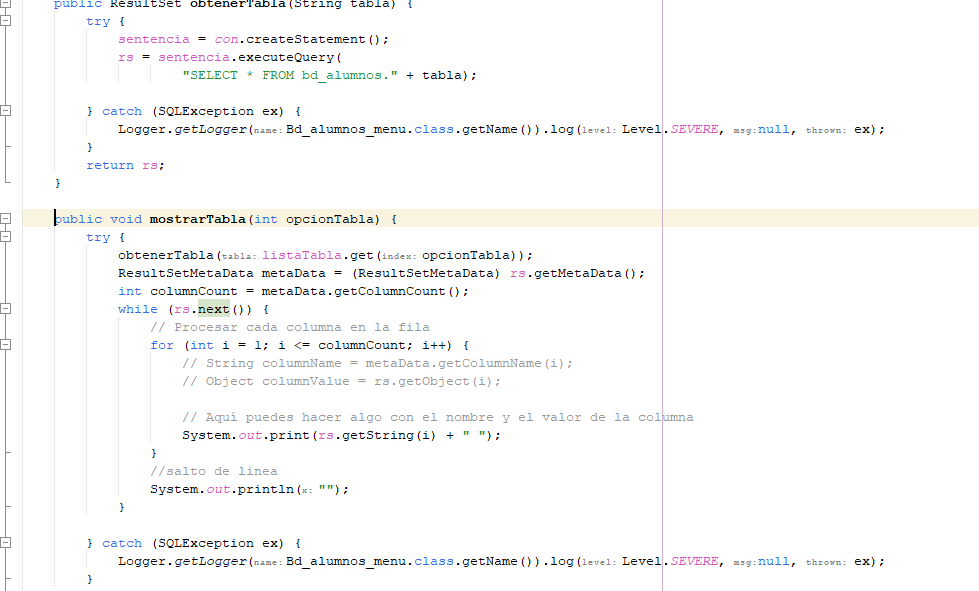 public ResultSet obtenerTabla(String tabla) {
try {
sentencia = con.createStatement();
rs = sentencia.executeQuery(
"SELECT * FROM bd_alumnos." + tabla);
} catch (SQLException ex) {
Logger.getLogger(name: Bd_alumnos_menu.class.getName()).log(level: Level.SEVERE, msg: null, thrown: ex);
}
return rs;
}
public void mostrarTabla(int opcionTabla) {
try {
obtenerTabla(tabla: listaTabla.get(index: opcionTabla));
ResultSetMetaData metaData = (ResultSetMetaData) rs.getMetaData();
int columnCount = metaData.getColumnCount();
while (rs.next()) {
// Procesar cada columna en la fila
for (int i = 1; i <= columnCount; i++) {
// String columnName = metaData.getColumnName(i);
// Object columnValue = rs.getObject(i);
// Aquí puedes hacer algo con el nombre y el valor de la columna
System.out.print(rs.getString(i) + " ");
}
//salto de linea
System.out.println(x: "");
}
} catch (SQLException ex) {
Logger.getLogger(name: Bd_alumnos_menu.class.getName()).log(level: Level.SEVERE, msg: null, thrown: ex);
}